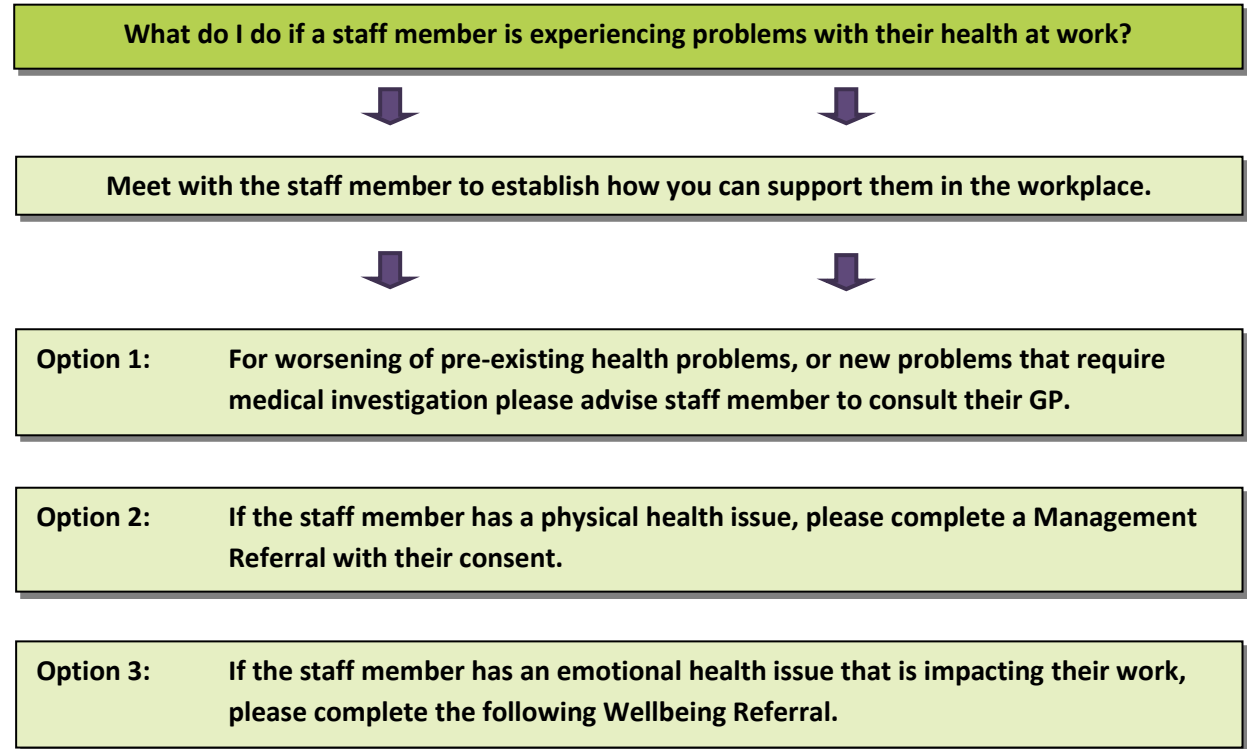 What do I do if a staff member is experiencing problems with their health at work?
Meet with the staff member to establish how you can support them in the workplace.
Option 1: For worsening of pre-existing health problems, or new problems that require
medical investigation please advise staff member to consult their GP.
Option 2: If the staff member has a physical health issue, please complete a Management
Referral with their consent.
Option 3: If the staff member has an emotional health issue that is impacting their work,
please complete the following Wellbeing Referral.